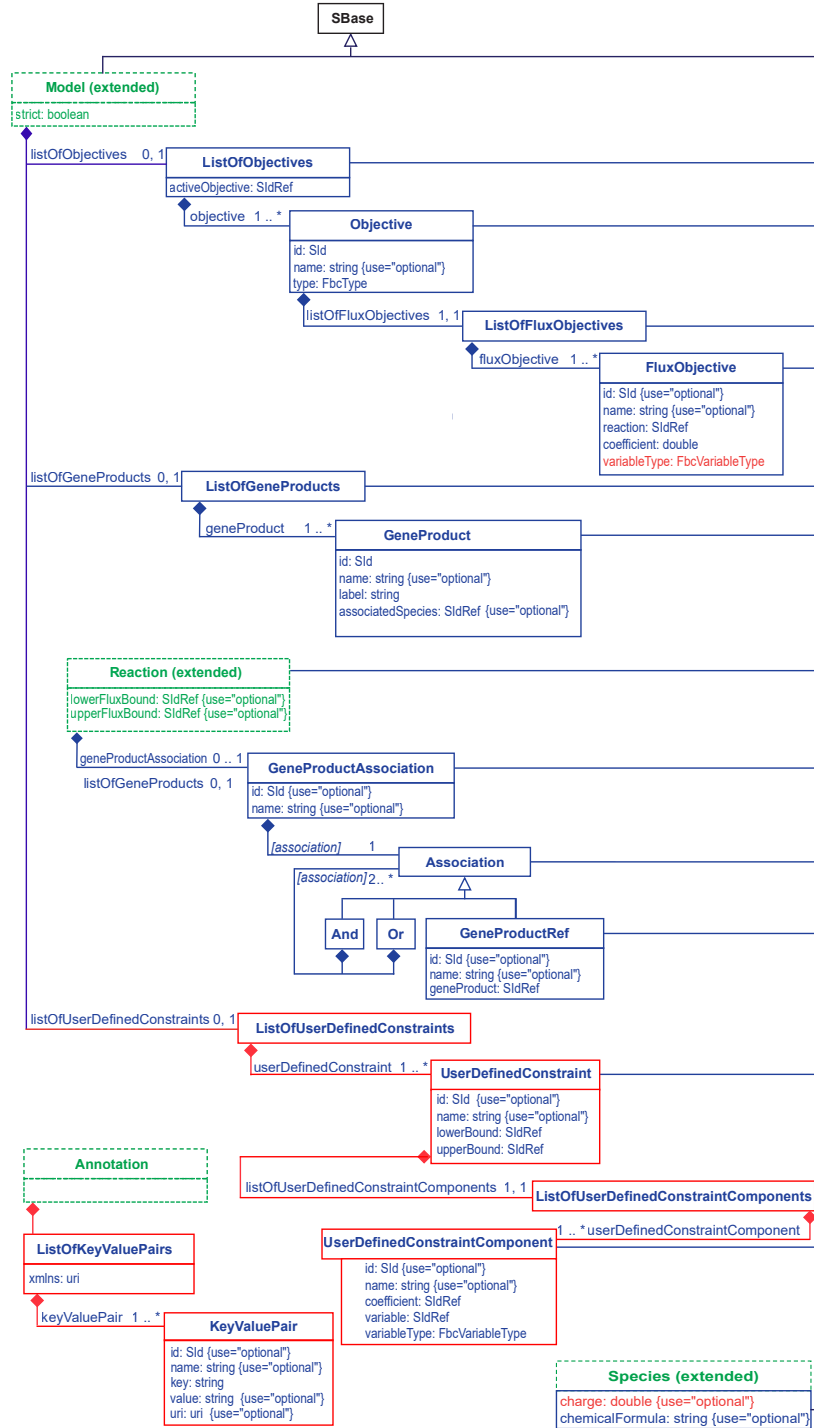 SBase
Model (extended)
strict: boolean
listOfObjectives 0, 1
ListOfObjectives
activeObjective: SIdRef
objective 1 .. *
Objective
id: SId
name: string {use="optional"}
type: FbcType
listOfFluxObjectives 1, 1
ListOfFluxObjectives
fluxObjective 1 .. *
FluxObjective
id: SId {use="optional"}
name: string {use="optional"}
reaction: SIdRef
coefficient: double
variableType: FbcVariableType
listOfGeneProducts 0, 1
ListOfGeneProducts
geneProduct 1 .. *
GeneProduct
id: SId
name: string {use="optional"}
label: string
associatedSpecies: SIdRef {use="optional"}
Reaction (extended)
lowerFluxBound: SIdRef {use="optional"}
upperFluxBound: SIdRef {use="optional"}
geneProductAssociation 0 .. 1
listOfGeneProducts 0, 1
GeneProductAssociation
id: SId {use="optional"}
name: string {use="optional"}
[association] 1
Association
[association] 2.. *
And
Or
GeneProductRef
id: SId {use="optional"}
name: string {use="optional"}
geneProduct: SIdRef
listOfUserDefinedConstraints 0, 1
ListOfUserDefinedConstraints
userDefinedConstraint 1 .. *
UserDefinedConstraint
id: SId {use="optional"}
name: string {use="optional"}
lowerBound: SIdRef
upperBound: SIdRef
listOfUserDefinedConstraintComponents 1, 1
ListOfUserDefinedConstraintComponents
1 .. * userDefinedConstraintComponent
UserDefinedConstraintComponent
id: SId {use="optional"}
name: string {use="optional"}
coefficient: SIdRef
variable: SIdRef
variableType: FbcVariableType
Annotation
ListOfKeyValuePairs
xmlns: uri
keyValuePair 1 .. *
KeyValuePair
id: SId {use="optional"}
name: string {use="optional"}
key: string
value: string {use="optional"}
uri: uri {use="optional"}
Species (extended)
charge: double {use="optional"}
chemicalFormula: string {use="optional"}